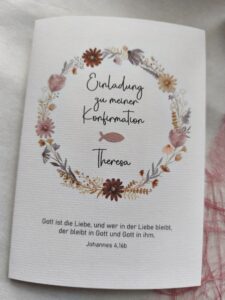 Einladung
zu meiner
Konfirmation
Theresa
Gott ist die Liebe, und wer in der Liebe bleibt,
der bleibt in Gott und Gott in ihm.
Johannes 4,16b